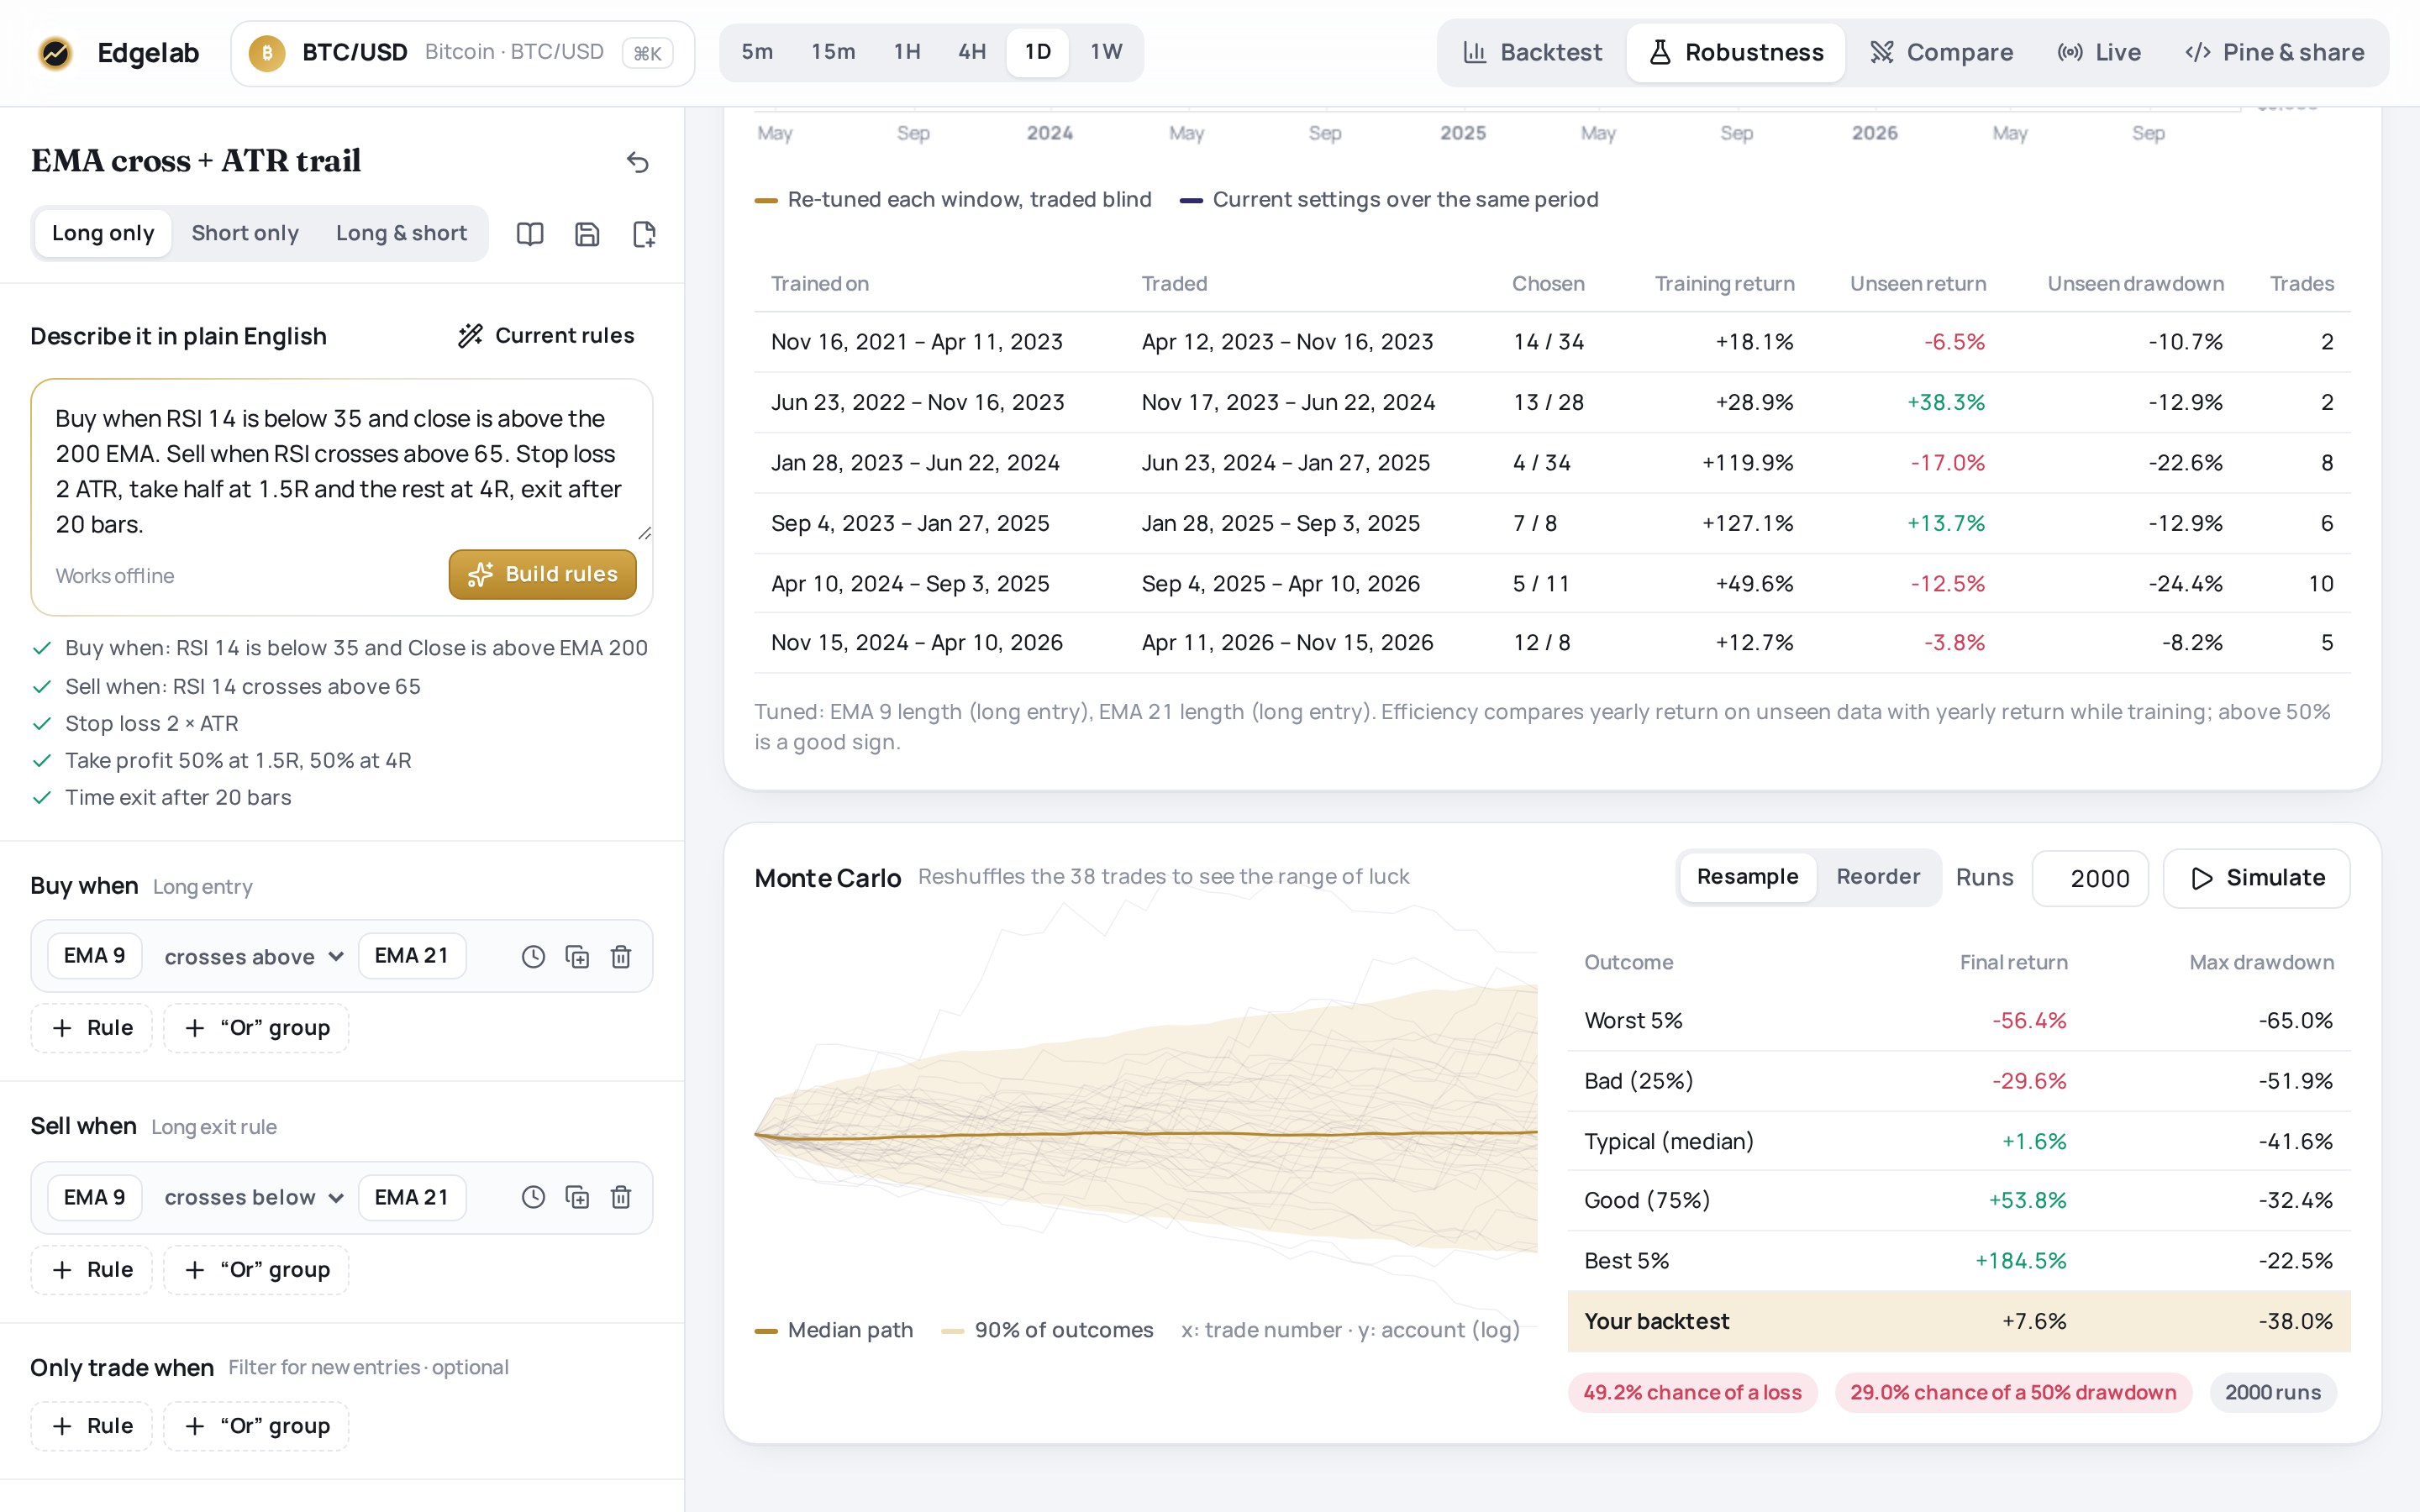 Edgelab
BTC/USD Bitcoin · BTC/USD ⌘K
5m 15m 1H 4H 1D 1W
Backtest Robustness Compare Live Pine & share
EMA cross + ATR trail
Long only Short only Long & short
Describe it in plain English Current rules
Buy when RSI 14 is below 35 and close is above the
200 EMA. Sell when RSI crosses above 65. Stop loss
2 ATR, take half at 1.5R and the rest at 4R, exit after
20 bars.
Works offline Build rules
Buy when: RSI 14 is below 35 and Close is above EMA 200
Sell when: RSI 14 crosses above 65
Stop loss 2 × ATR
Take profit 50% at 1.5R, 50% at 4R
Time exit after 20 bars
Buy when Long entry
EMA 9 crosses above EMA 21
+ Rule + “Or” group
Sell when Long exit rule
EMA 9 crosses below EMA 21
+ Rule + “Or” group
Only trade when Filter for new entries · optional
+ Rule + “Or” group
May Sep 2024 May Sep 2025 May Sep 2026 May Sep
Re-tuned each window, traded blind Current settings over the same period
Trained on Traded Chosen Training return Unseen return Unseen drawdown Trades
Nov 16, 2021 – Apr 11, 2023 Apr 12, 2023 – Nov 16, 2023 14 / 34 +18.1% -6.5% -10.7% 2
Jun 23, 2022 – Nov 16, 2023 Nov 17, 2023 – Jun 22, 2024 13 / 28 +28.9% +38.3% -12.9% 2
Jan 28, 2023 – Jun 22, 2024 Jun 23, 2024 – Jan 27, 2025 4 / 34 +119.9% -17.0% -22.6% 8
Sep 4, 2023 – Jan 27, 2025 Jan 28, 2025 – Sep 3, 2025 7 / 8 +127.1% +13.7% -12.9% 6
Apr 10, 2024 – Sep 3, 2025 Sep 4, 2025 – Apr 10, 2026 5 / 11 +49.6% -12.5% -24.4% 10
Nov 15, 2024 – Apr 10, 2026 Apr 11, 2026 – Nov 15, 2026 12 / 8 +12.7% -3.8% -8.2% 5
Tuned: EMA 9 length (long entry), EMA 21 length (long entry). Efficiency compares yearly return on unseen data with yearly return while training; above 50%
is a good sign.
Monte Carlo Reshuffles the 38 trades to see the range of luck
Resample Reorder Runs 2000 Simulate
Outcome Final return Max drawdown
Worst 5% -56.4% -65.0%
Bad (25%) -29.6% -51.9%
Typical (median) +1.6% -41.6%
Good (75%) +53.8% -32.4%
Best 5% +184.5% -22.5%
Your backtest +7.6% -38.0%
Median path 90% of outcomes x: trade number · y: account (log)
49.2% chance of a loss 29.0% chance of a 50% drawdown 2000 runs